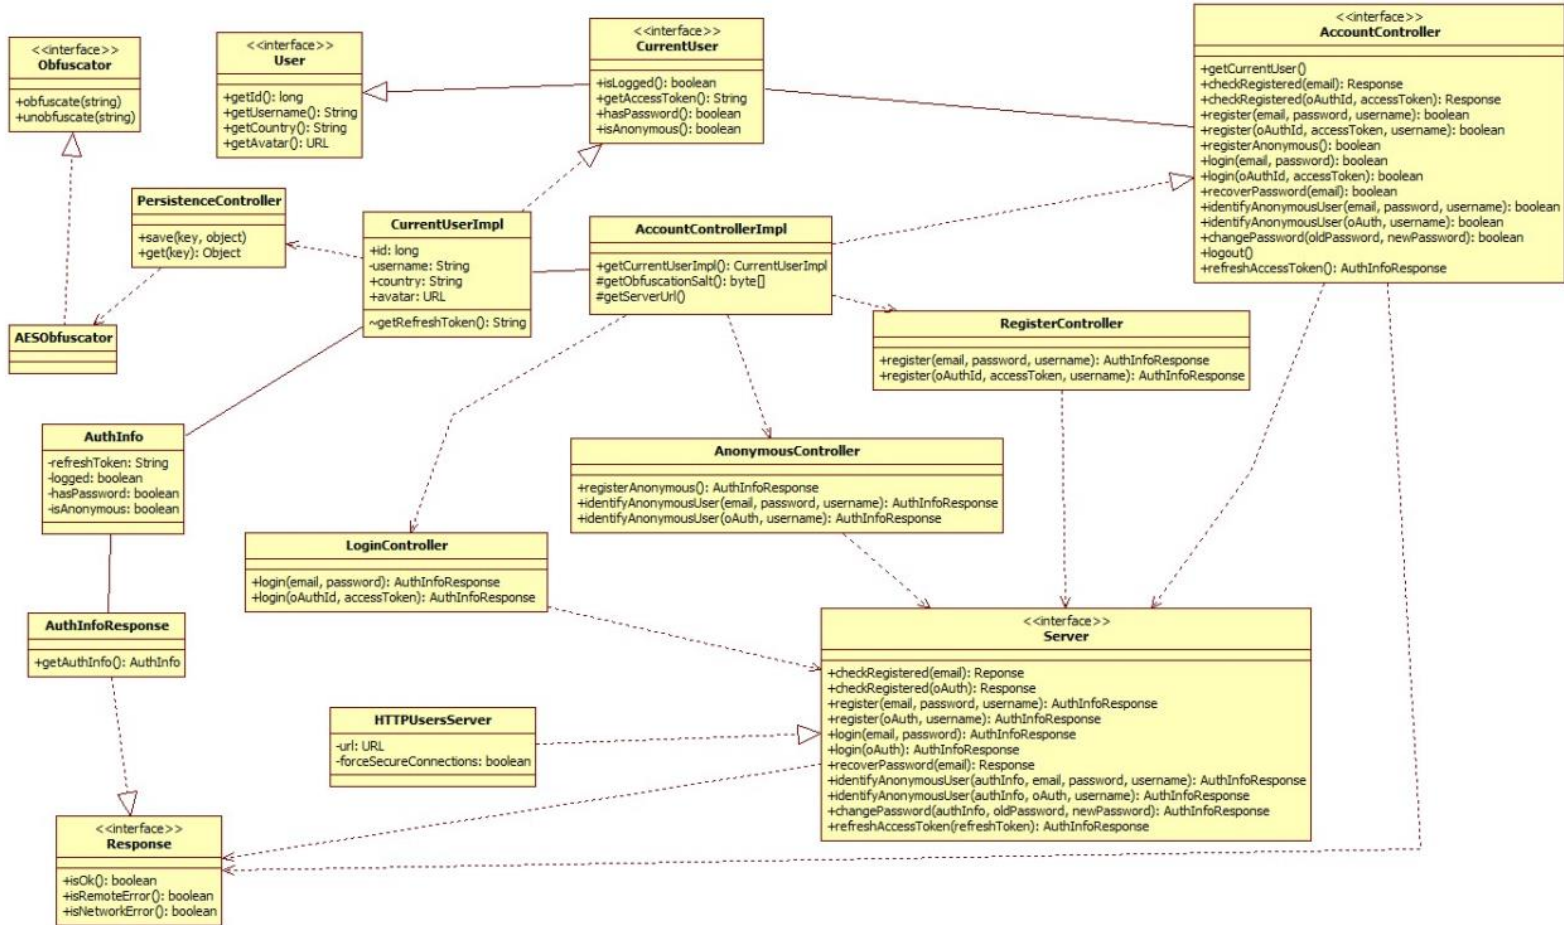 <<interface>>
Obfuscator
+obfuscate(string)
+unobfuscate(string)
<<interface>>
User
+getId(): long
+getUsername(): String
+getCountry(): String
+getAvatar(): URL
<<interface>>
CurrentUser
+isLogged(): boolean
+getAccessToken(): String
+hasPassword(): boolean
+isAnonymous(): boolean
<<interface>>
AccountController
+getCurrentUser()
+checkRegistered(email): Response
+checkRegistered(oAuthId, accessToken): Response
+register(email, password, username): boolean
+register(oAuthId, accessToken, username): boolean
+registerAnonymous(): boolean
+login(email, password): boolean
+login(oAuthId, accessToken): boolean
+recoverPassword(email): boolean
+identifyAnonymousUser(email, password, username): boolean
+identifyAnonymousUser(oAuth, username): boolean
+changePassword(oldPassword, newPassword): boolean
+logout()
+refreshAccessToken(): AuthInfoResponse
PersistenceController
+save(key, object)
+get(key): Object
CurrentUserImpl
+id: long
-username: String
+country: String
+avatar: URL
~getRefreshToken(): String
AccountControllerImpl
+getCurrentUserImpl(): CurrentUserImpl
#getObfuscationSalt(): byte[]
#getServerUrl()
AESObfuscator
RegisterController
+register(email, password, username): AuthInfoResponse
+register(oAuthId, accessToken, username): AuthInfoResponse
AuthInfo
-refreshToken: String
-logged: boolean
-hasPassword: boolean
-isAnonymous: boolean
AnonymousController
+registerAnonymous(): AuthInfoResponse
+identifyAnonymousUser(email, password, username): AuthInfoResponse
+identifyAnonymousUser(oAuth, username): AuthInfoResponse
LoginController
+login(email, password): AuthInfoResponse
+login(oAuthId, accessToken): AuthInfoResponse
AuthInfoResponse
+getAuthInfo(): AuthInfo
<<interface>>
Server
+checkRegistered(email): Reponse
+checkRegistered(oAuth): Response
+register(email, password, username): AuthInfoResponse
+register(oAuth, username): AuthInfoResponse
+login(email, password): AuthInfoResponse
+login(oAuth): AuthInfoResponse
+recoverPassword(email): Response
+identifyAnonymousUser(authInfo, email, password, username): AuthInfoResponse
+identifyAnonymousUser(authInfo, oAuth, username): AuthInfoResponse
+changePassword(authInfo, oldPassword, newPassword): AuthInfoResponse
+refreshAccessToken(refreshToken): AuthInfoResponse
HTTPUsersServer
-url: URL
-forceSecureConnections: boolean
<<interface>>
Response
+isOk(): boolean
+isRemoteError(): boolean
+isNetworkError(): boolean